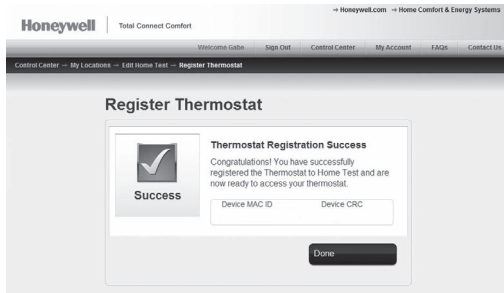 → Honeywell.com → Home Comfort & Energy Systems
Honeywell | Total Connect Comfort
Welcome Gabe Sign Out Control Center My Account FAQs Contact Us
Control Center → My Locations → Edit Home Test → Register Thermostat
Register Thermostat
Thermostat Registration Success
Congratulations! You have successfully
registered the Thermostat to Home Test and are
now ready to access your thermostat.
Success
Device MAC ID Device CRC
Done